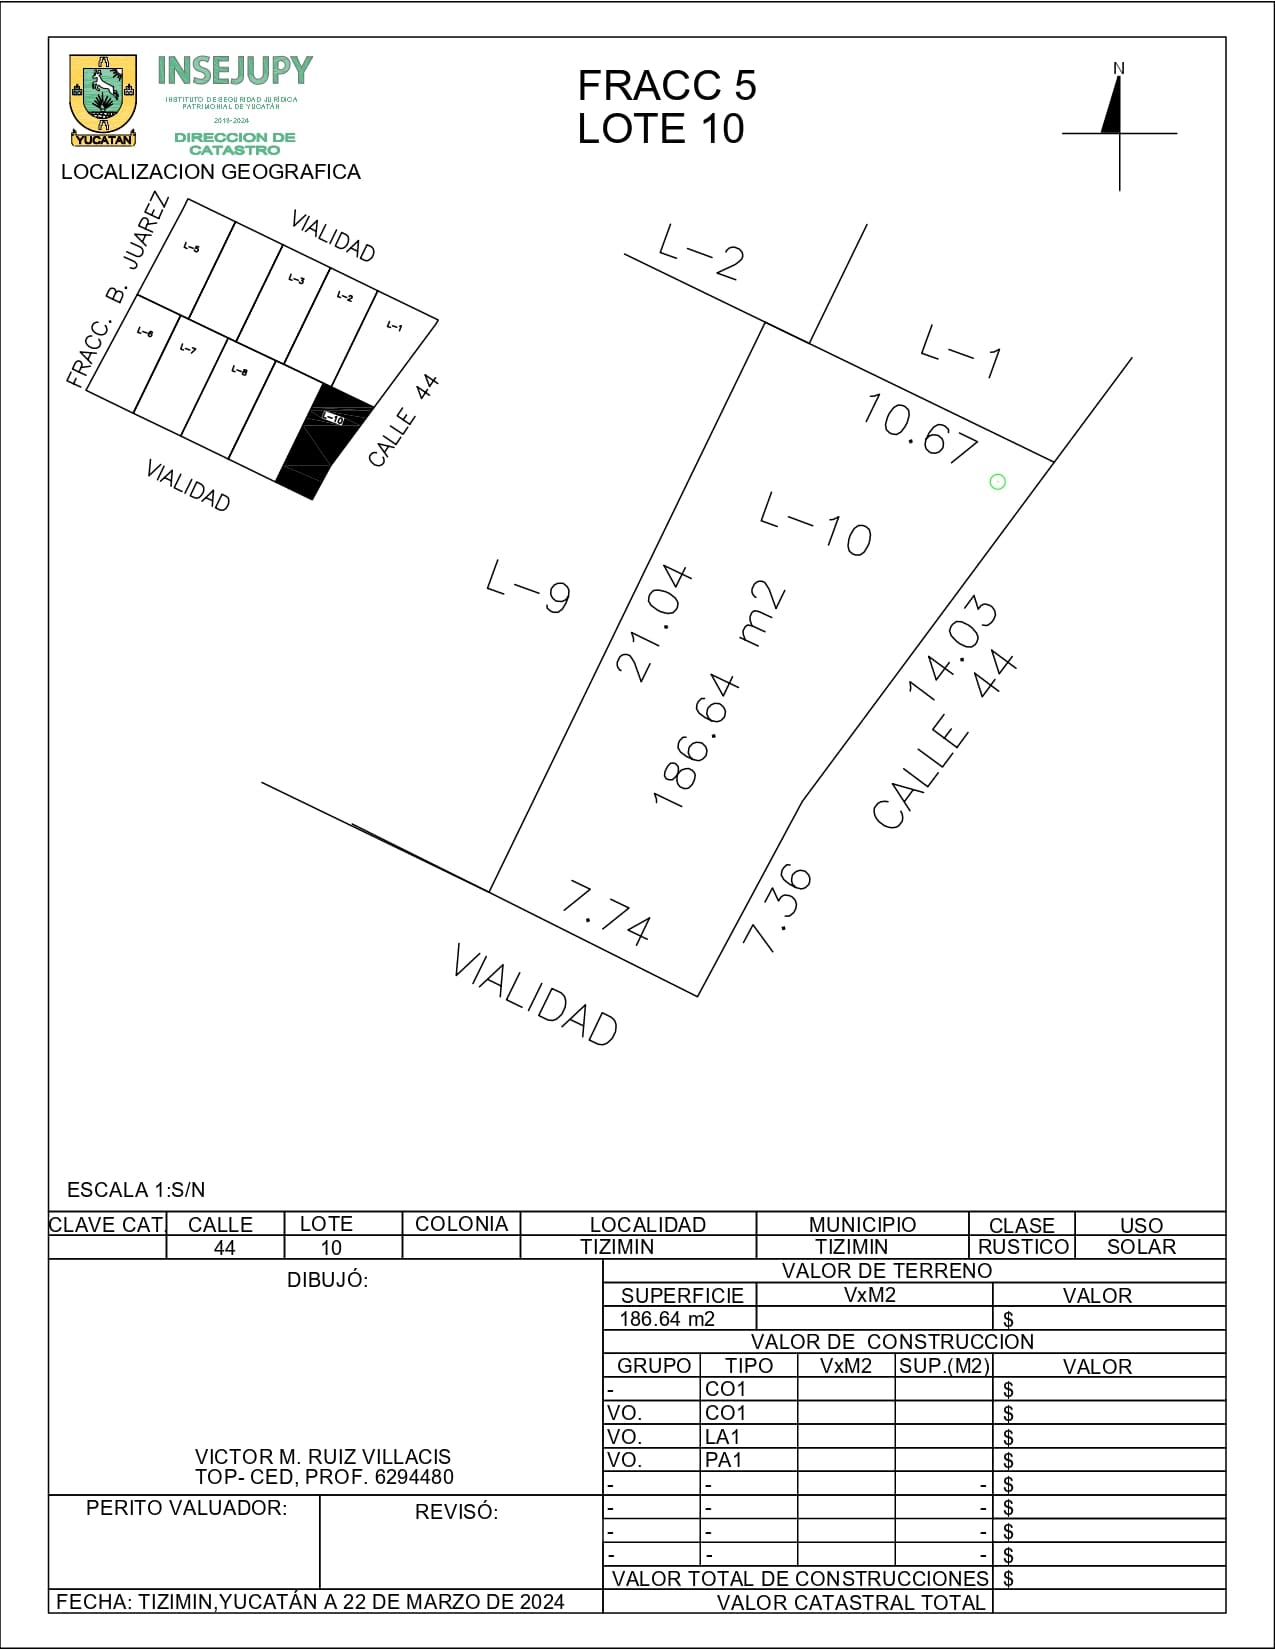 YUCATAN
INSEJUPY
INSTITUTO DE SEGURIDAD JURÍDICA
PATRIMONIAL DE YUCATÁN
2018-2024
DIRECCION DE
CATASTRO
FRACC 5
LOTE 10
N
LOCALIZACION GEOGRAFICA
FRACC. B. JUAREZ
VIALIDAD
L-5
L-3
L-2
L-1
L-6
L-7
L-8
L-10
CALLE 44
VIALIDAD
L-2
L-1
10.67
L-10
L-9
21.04
186.64 m2
14.03
CALLE 44
7.36
7.74
VIALIDAD
ESCALA 1:S/N
CLAVE CAT. CALLE LOTE COLONIA LOCALIDAD MUNICIPIO CLASE USO
44 10 TIZIMIN TIZIMIN RUSTICO SOLAR
DIBUJÓ:
VICTOR M. RUIZ VILLACIS
TOP- CED, PROF. 6294480
PERITO VALUADOR: REVISÓ:
FECHA: TIZIMIN,YUCATÁN A 22 DE MARZO DE 2024
VALOR DE TERRENO
SUPERFICIE VxM2 VALOR
186.64 m2 $
VALOR DE CONSTRUCCION
GRUPO TIPO VxM2 SUP.(M2) VALOR
- CO1 $
VO. CO1 $
VO. LA1 $
VO. PA1 $
- - - $
- - - $
- - - $
- - - $
VALOR TOTAL DE CONSTRUCCIONES $
VALOR CATASTRAL TOTAL